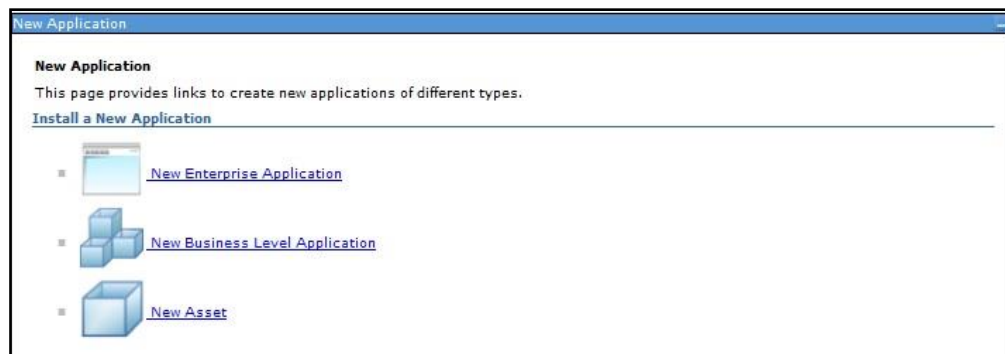 New Application
New Application
This page provides links to create new applications of different types.
Install a New Application
New Enterprise Application
New Business Level Application
New Asset